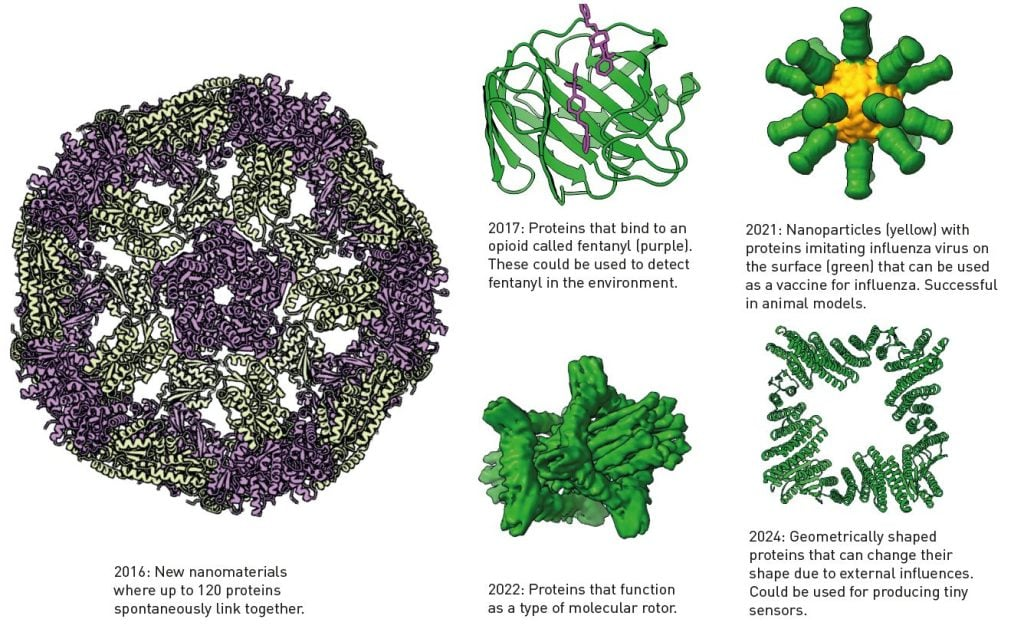 2016: New nanomaterials
where up to 120 proteins
spontaneously link together.
2017: Proteins that bind to an
opioid called fentanyl (purple).
These could be used to detect
fentanyl in the environment.
2021: Nanoparticles (yellow) with
proteins imitating influenza virus on
the surface (green) that can be used
as a vaccine for influenza. Successful
in animal models.
2022: Proteins that function
as a type of molecular rotor.
2024: Geometrically shaped
proteins that can change their
shape due to external influences.
Could be used for producing tiny
sensors.